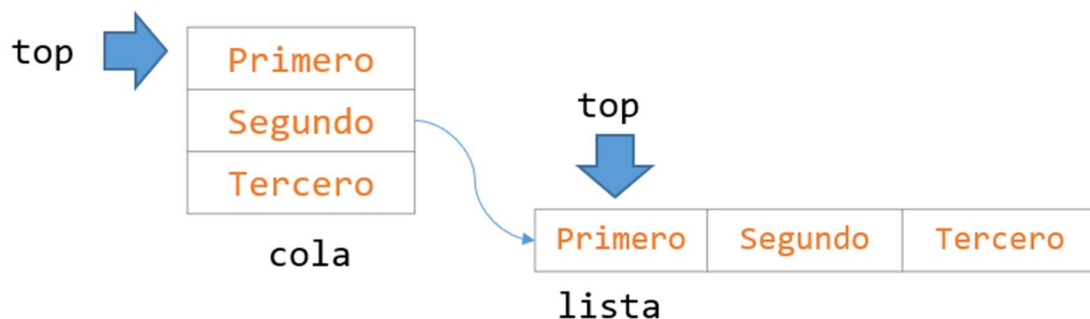 top
Primero
Segundo
Tercero
cola
top
Primero Segundo Tercero
lista